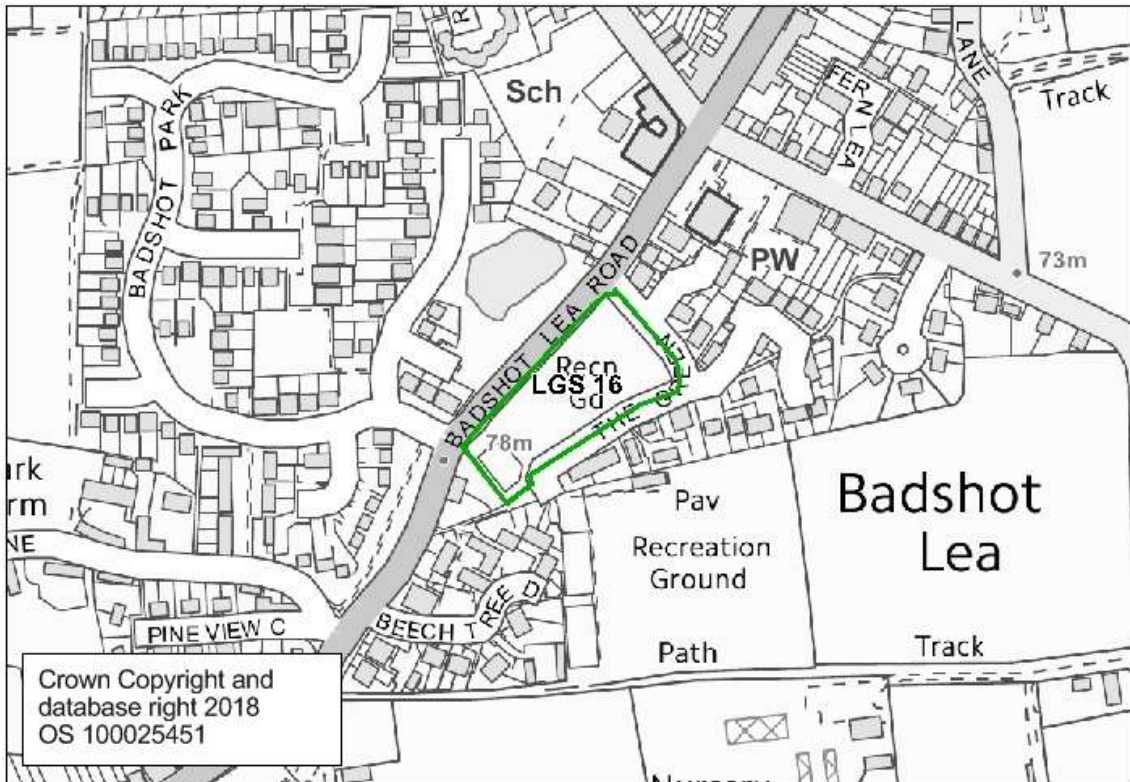 BADSHOT PARK
R
Sch
FERN LEA
LANE
Track
BADSHOT LEA ROAD
PW
73m
Recn
LGS 16
Gd
THE GREEN
78m
ark
rm
NE
Pav
Recreation
Ground
Badshot
Lea
PINE VIEW C
BEECH TREE D
Path
Track
Crown Copyright and
database right 2018
OS 100025451
Nursery